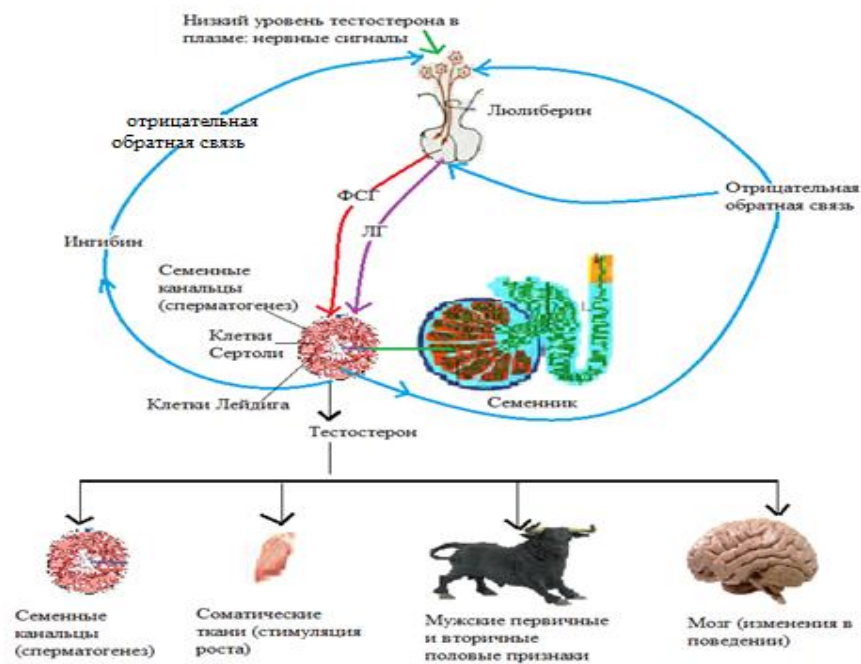 Низкий уровень тестостерона в
плазме: нервные сигналы
Люлиберин
отрицательная
обратная связь
Отрицательная
обратная связь
ФСГ
ЛГ
Ингибин
Семенные
канальцы
(сперматогенез)
Клетки
Сертоли
Клетки Лейдига
Семенник
Тестостерон
Семенные
канальцы
(сперматогенез)
Соматические
ткани (стимуляция
роста)
Мужские первичные
и вторичные
половые признаки
Мозг (изменения в
поведении)